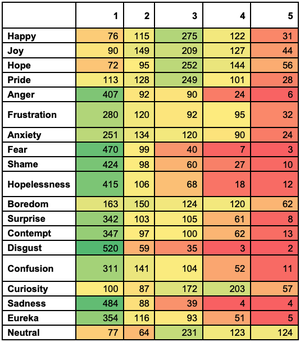 1 2 3 4 5
Happy 76 115 275 122 31
Joy 90 149 209 127 44
Hope 72 95 252 144 56
Pride 113 128 249 101 28
Anger 407 92 90 24 6
Frustration 280 120 92 95 32
Anxiety 251 134 120 90 24
Fear 470 99 40 7 3
Shame 424 98 60 27 10
Hopelessness 415 106 68 18 12
Boredom 163 150 124 120 62
Surprise 342 103 105 61 8
Contempt 347 97 100 62 13
Disgust 520 59 35 3 2
Confusion 311 141 104 52 11
Curiosity 100 87 172 203 57
Sadness 484 88 39 4 4
Eureka 354 116 93 51 5
Neutral 77 64 231 123 124